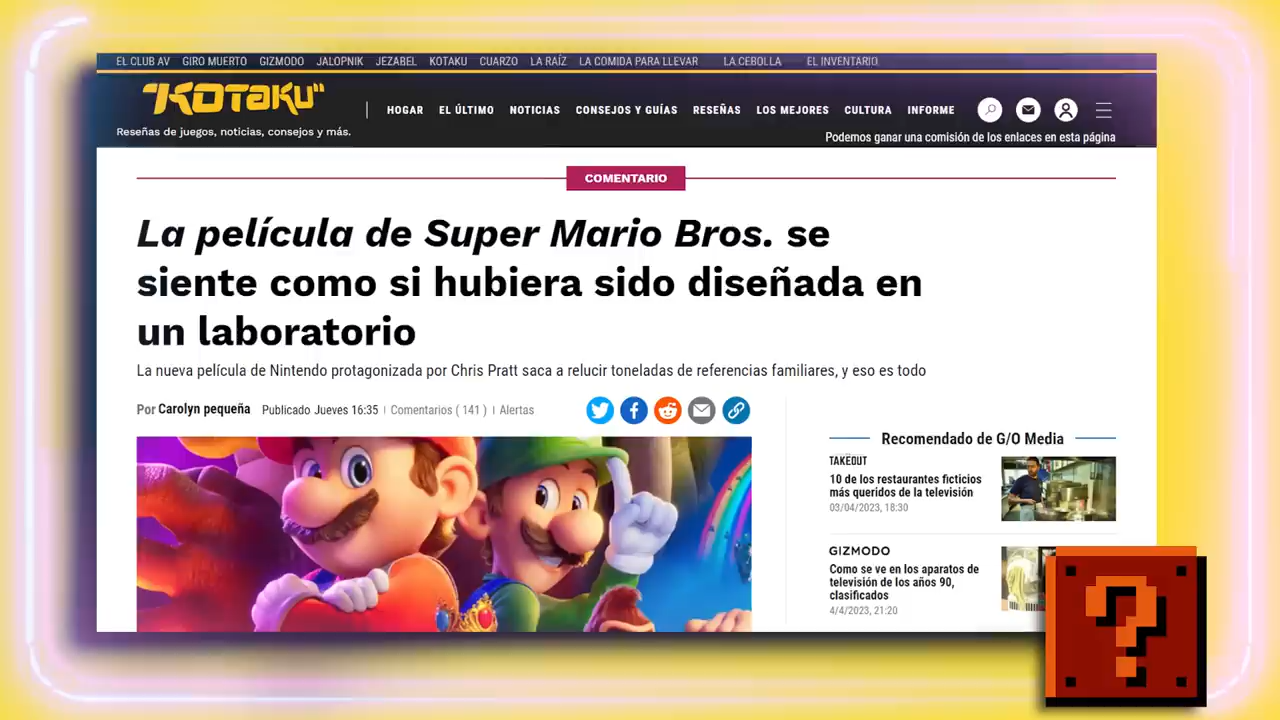 EL CLUB AV GIRO MUERTO GIZMODO JALOPNIK JEZABEL KOTAKU CUARZO LA RAÍZ LA COMIDA PARA LLEVAR LA CEBOLLA EL INVENTARIO
"KOTAKU"
HOGAR EL ÚLTIMO NOTICIAS CONSEJOS Y GUÍAS RESEÑAS LOS MEJORES CULTURA INFORME
Reseñas de juegos, noticias, consejos y más.
Podemos ganar una comisión de los enlaces en esta página
COMENTARIO
La película de Super Mario Bros. se
siente como si hubiera sido diseñada en
un laboratorio
La nueva película de Nintendo protagonizada por Chris Pratt saca a relucir toneladas de referencias familiares, y eso es todo
Por Carolyn pequeña Publicado Jueves 16:35 | Comentarios ( 141 ) | Alertas
Recomendado de G/O Media
TAKEOUT
10 de los restaurantes ficticios
más queridos de la televisión
03/04/2023, 18:30
GIZMODO
Como se ve en los aparatos de
televisión de los años 90,
clasificados
4/4/2023, 21:20
?